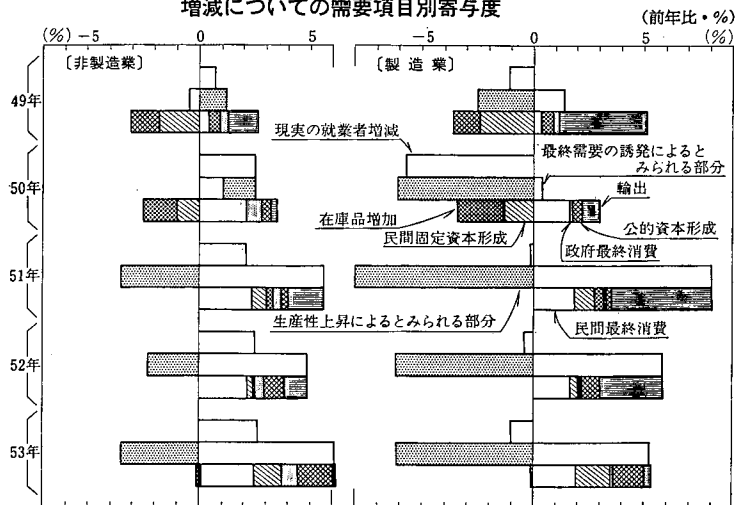 増減についての需要項目別寄与度
(前年比・%)
(%) -5 0 5 -5 0 5 (%)
〔非製造業〕
〔製造業〕
49年
現実の就業者増減
最終需要の誘発によると
みられる部分
50年
輸出
在庫品増加
公的資本形成
民間固定資本形成
政府最終消費
51年
生産性上昇によるとみられる部分
民間最終消費
52年
53年